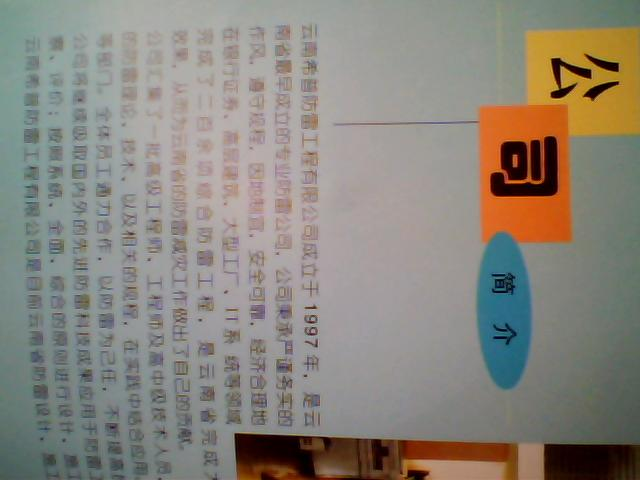 公司
简介
云南希普防雷工程有限公司成立于1997年，是云
南省最早成立的专业防雷公司，公司秉承严谨务实的
作风，遵守规程，因地制宜，安全可靠，经济合理地
在银行证券、高层建筑、大型工厂、IT系统等领域
完成了二百余项综合防雷工程，是云南省完成
效果，从而为云南省的防雷减灾工作做出了自己的贡献。
公司汇集了一批高级工程师，工程师及高中级技术人员，
的防雷理论、技术、以及相关的规程，在实践中结合应用
等部门。全体员工通力合作，以防雷为己任，不断提高
公司将继续吸取国内外的先进防雷科技成果应用于防雷工
察、评价；按照系统、全面、综合的原则进行设计、施工
云南希普防雷工程有限公司是目前云南省防雷设计、施工